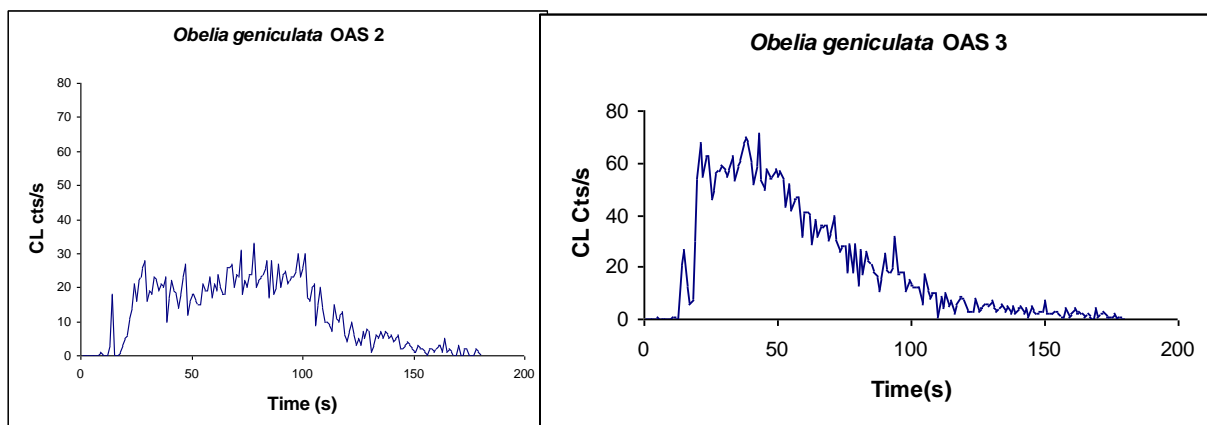 Obelia geniculata OAS 2
80
70
60
50
40
30
20
10
0
CL cts/s
0 50 100 150 200
Time (s)
Obelia geniculata OAS 3
80
60
40
20
0
CL Cts/s
0 50 100 150 200
Time(s)